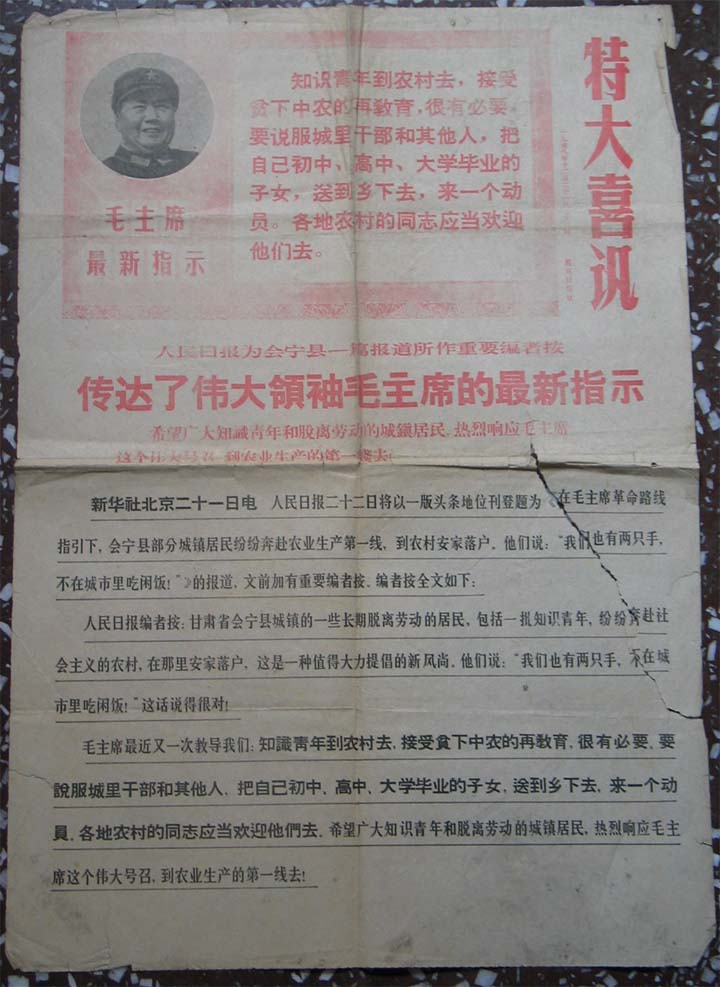 特大喜讯
毛主席
最新指示
知识青年到农村去，接受
贫下中农的再教育，很有必要。
要说服城里干部和其他人，把
自己初中、高中、大学毕业的
子女，送到乡下去，来一个动
员。各地农村的同志应当欢迎
他们去。
人民日报为会宁县一篇报道所作重要编者按
传达了伟大領袖毛主席的最新指示
希望广大知識青年和脱离劳动的城鎭居民，热烈响应毛主席
这个伟大号召，到农业生产的第一綫去！
新华社北京二十一日电 人民日报二十二日将以一版头条地位刊登题为《在毛主席革命路线
指引下，会宁县部分城镇居民纷纷奔赴农业生产第一线，到农村安家落户。他们说：“我们也有两只手，
不在城市里吃闲饭！”》的报道，文前加有重要编者按。编者按全文如下：
人民日报编者按：甘肃省会宁县城镇的一些长期脱离劳动的居民，包括一批知识青年，纷纷奔赴社
会主义的农村，在那里安家落户，这是一种值得大力提倡的新风尚。他们说：“我们也有两只手，不在城
市里吃闲饭！”这话说得很对！
毛主席最近又一次教导我们：知識青年到农村去，接受貧下中农的再教育，很有必要。要
說服城里干部和其他人，把自己初中、高中、大学毕业的子女，送到乡下去，来一个动
員。各地农村的同志应当欢迎他們去。希望广大知识青年和脱离劳动的城镇居民，热烈响应毛主
席这个伟大号召，到农业生产的第一线去！